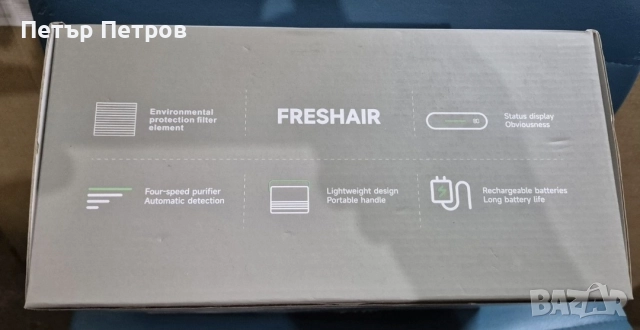 Петър Петров
Environmental
protection filter
element
FRESHAIR
Status display
Obviousness
Four-speed purifier
Automatic detection
Lightweight design
Portable handle
Rechargeable batteries
Long battery life
BAZAR